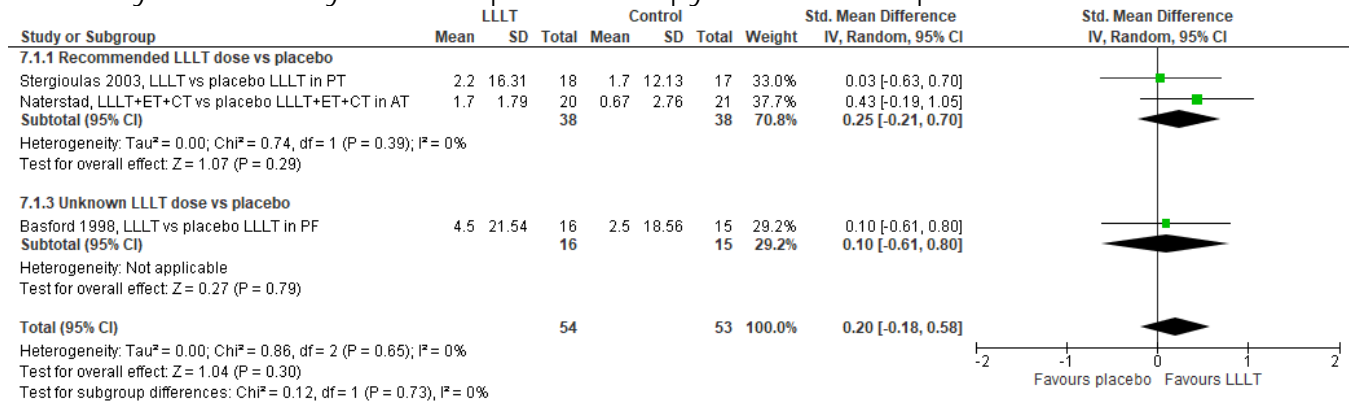 LLLT Control Std. Mean Difference Std. Mean Difference
Study or Subgroup Mean SD Total Mean SD Total Weight IV, Random, 95% CI IV, Random, 95% CI
7.1.1 Recommended LLLT dose vs placebo
Stergioulas 2003, LLLT vs placebo LLLT in PT 2.2 16.31 18 1.7 12.13 17 33.0% 0.03 [-0.63, 0.70]
Naterstad, LLLT+ET+CT vs placebo LLLT+ET+CT in AT 1.7 1.79 20 0.67 2.76 21 37.7% 0.43 [-0.19, 1.05]
Subtotal (95% CI) 38 38 70.8% 0.25 [-0.21, 0.70]
Heterogeneity: Tau² = 0.00; Chi² = 0.74, df = 1 (P = 0.39); I² = 0%
Test for overall effect: Z = 1.07 (P = 0.29)
7.1.3 Unknown LLLT dose vs placebo
Basford 1998, LLLT vs placebo LLLT in PF 4.5 21.54 16 2.5 18.56 15 29.2% 0.10 [-0.61, 0.80]
Subtotal (95% CI) 16 15 29.2% 0.10 [-0.61, 0.80]
Heterogeneity: Not applicable
Test for overall effect: Z = 0.27 (P = 0.79)
Total (95% CI) 54 53 100.0% 0.20 [-0.18, 0.58]
Heterogeneity: Tau² = 0.00; Chi² = 0.86, df = 2 (P = 0.65); I² = 0%
Test for overall effect: Z = 1.04 (P = 0.30)
Test for subgroup differences: Chi² = 0.12, df = 1 (P = 0.73), I² = 0%
-2 -1 0 1 2
Favours placebo Favours LLLT